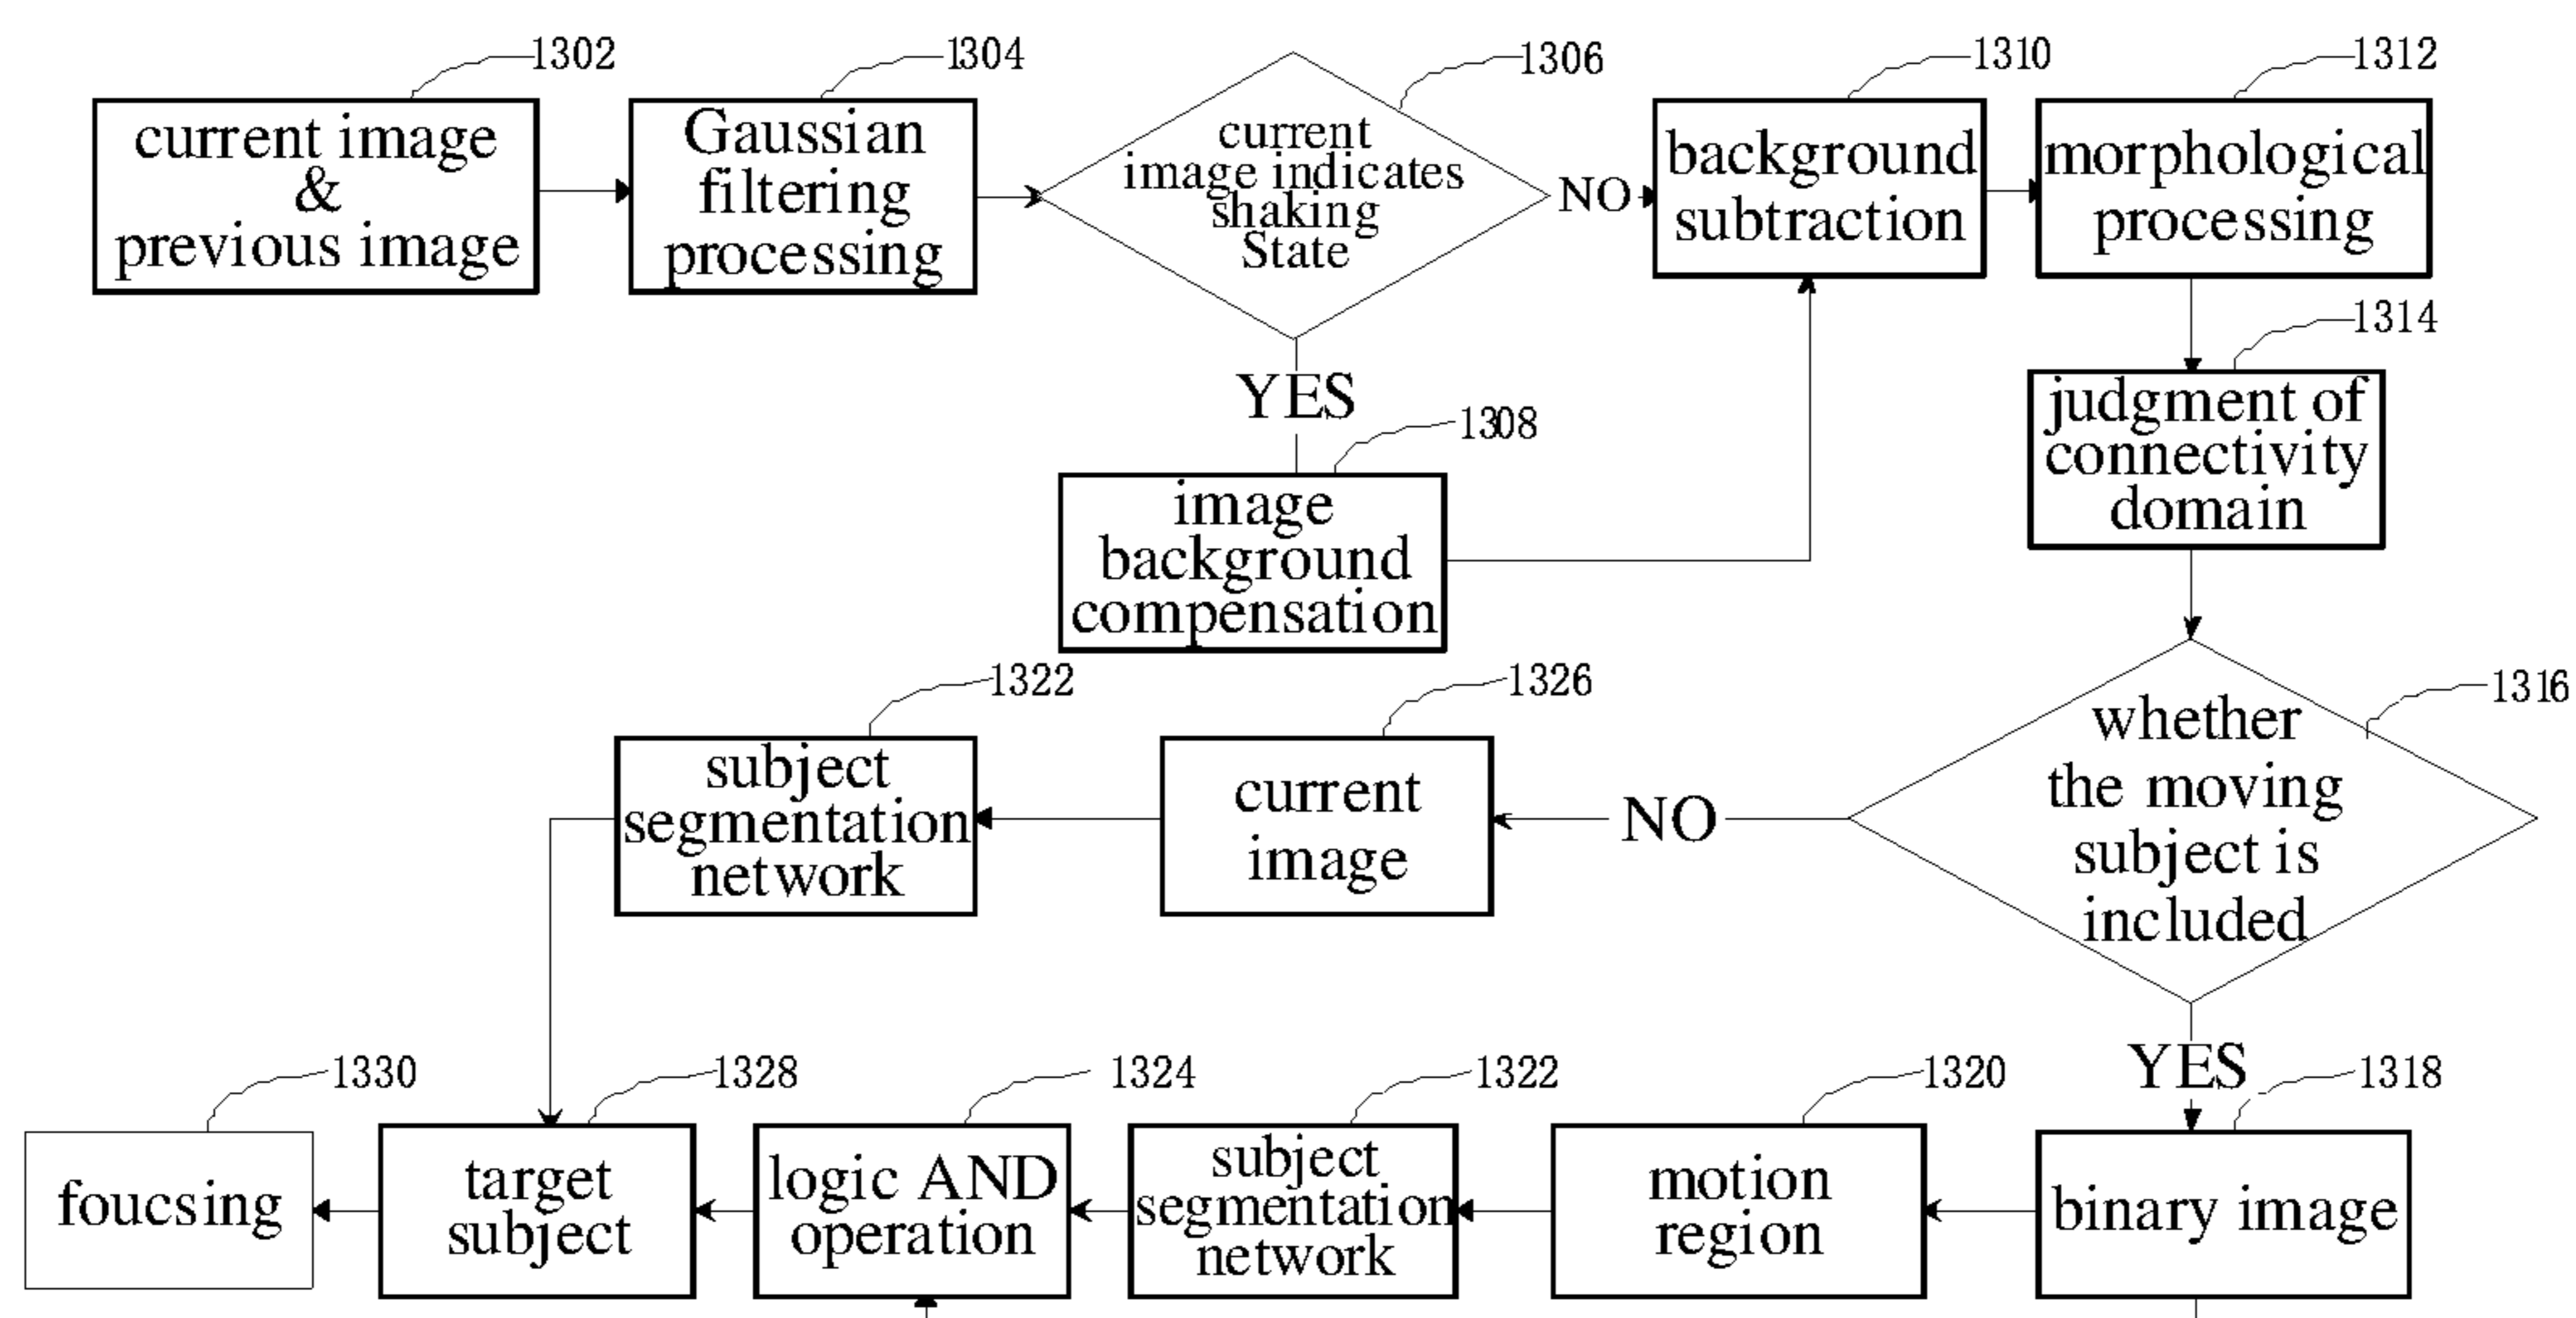 1302
1304
1306
1310
1312
current image
&
previous image
Gaussian
filtering
processing
current
image indicates
shaking
State
NO
background
subtraction
morphological
processing
1314
YES
judgment of
connectivity
domain
1308
image
background
compensation
1322
1326
1316
subject
segmentation
network
current
image
NO
whether
the moving
subject is
included
YES
1330
1328
1324
1322
1320
1318
foucsing
target
subject
logic AND
operation
subject
segmentation
network
motion
region
binary image